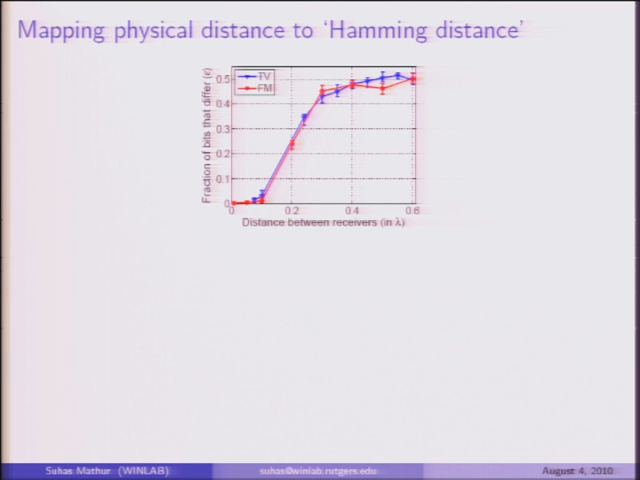 Mapping physical distance to ‘Hamming distance’
TV
FM
Fraction of bits that differ (ϵ)
0.5
0.4
0.3
0.2
0.1
0
0 0.2 0.4 0.6
Distance between receivers (in λ)
Suhas Mathur (WINLAB) suhas@winlab.rutgers.edu August 4, 2010